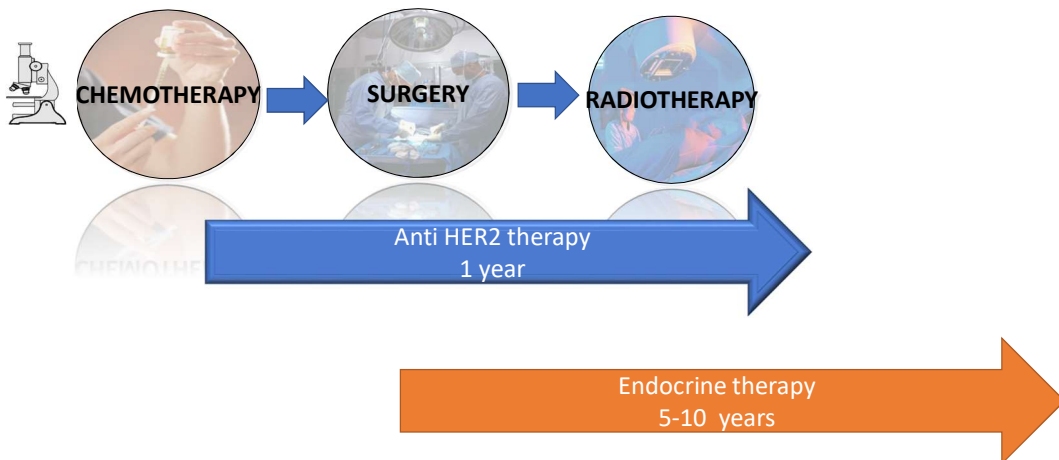 CHEMOTHERAPY
SURGERY
RADIOTHERAPY
Anti HER2 therapy
1 year
Endocrine therapy
5-10 years